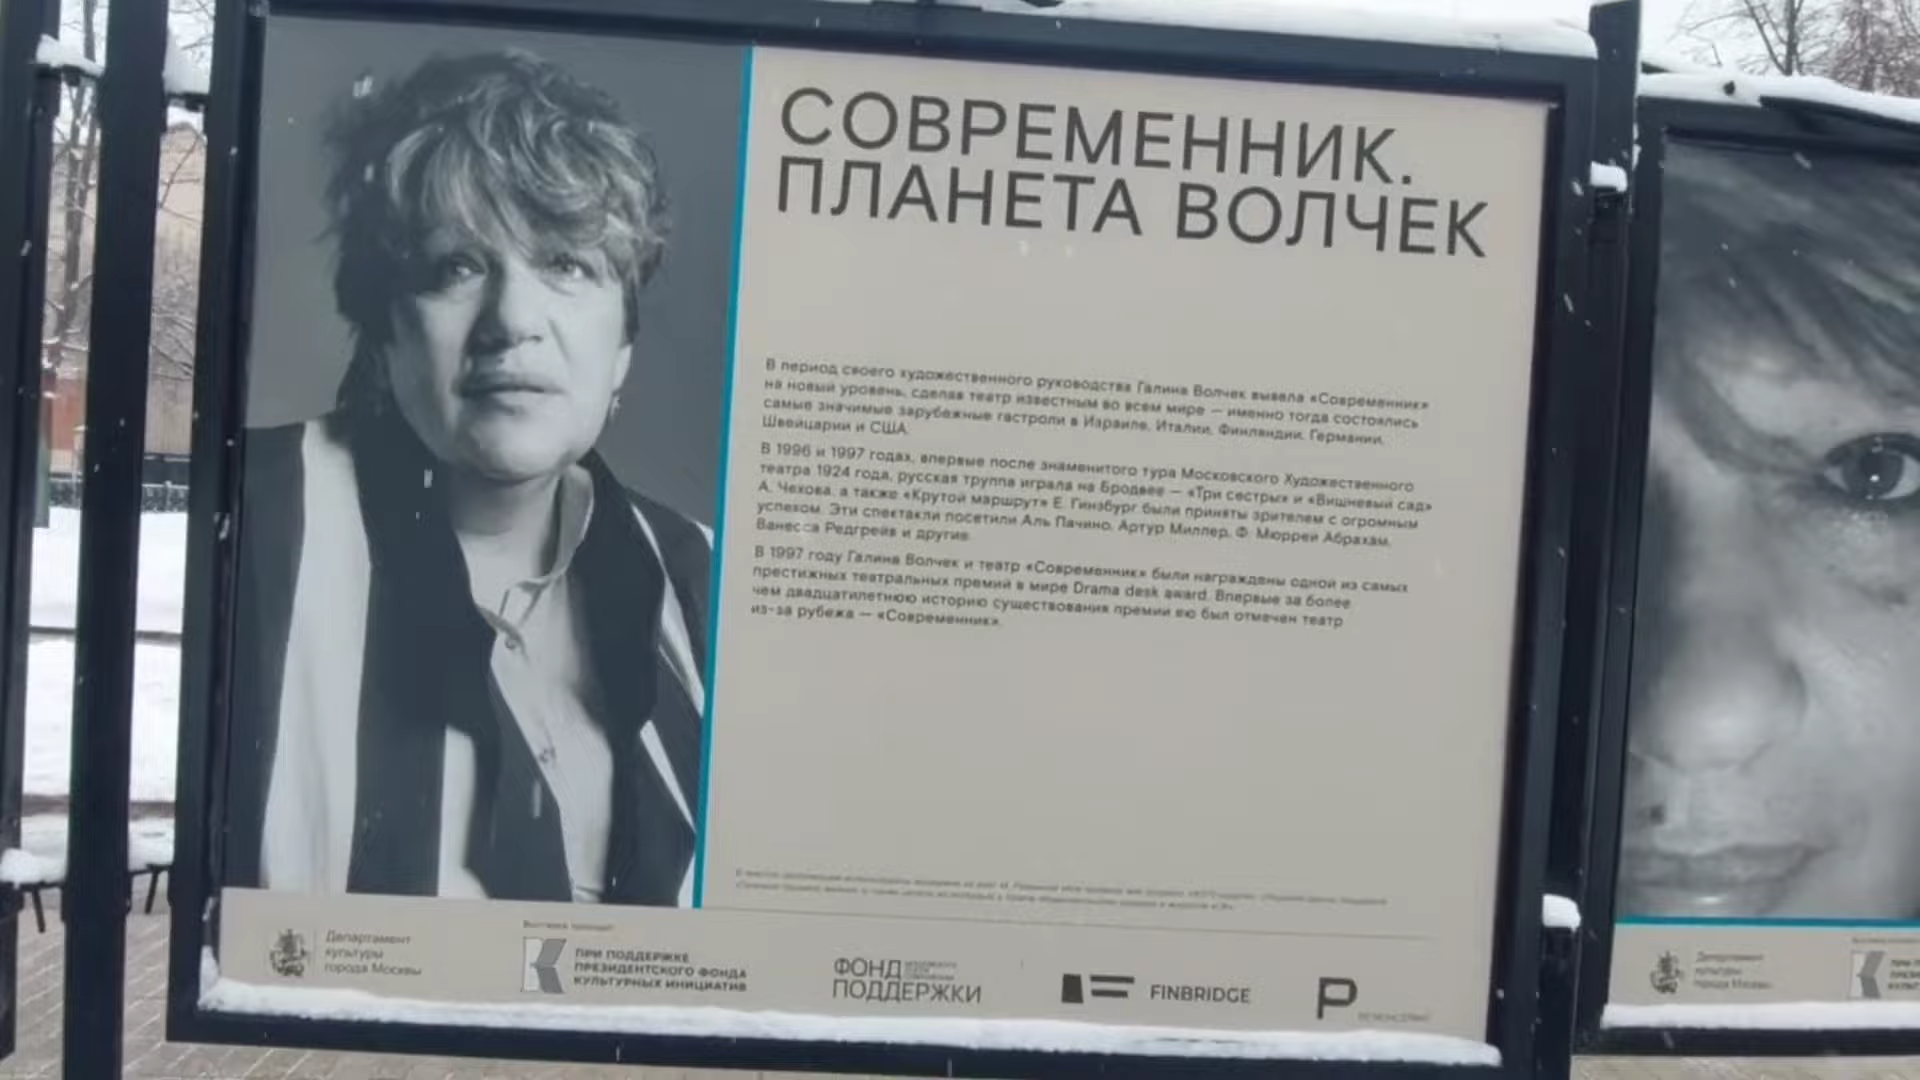 СОВРЕМЕННИК.
ПЛАНЕТА ВОЛЧЕК
В период своего художественного руководства Галина Волчек вывела «Современник»
на новый уровень, сделав театр известным во всем мире — именно тогда состоялись
самые значимые зарубежные гастроли в Израиле, Италии, Финляндии, Германии,
Швейцарии и США.
В 1996 и 1997 годах, впервые после знаменитого тура Московского Художественного
театра 1924 года, русская труппа играла на Бродвее — «Три сестры» и «Вишневый сад»
А. Чехова, а также «Крутой маршрут» Е. Гинзбург были приняты зрителем с огромным
успехом. Эти спектакли посетили Аль Пачино, Артур Миллер, Ф. Мюррей Абрахам,
Ванесса Редгрейв и другие.
В 1997 году Галина Волчек и театр «Современник» были награждены одной из самых
престижных театральных премий в мире Drama desk award. Впервые за более
чем двадцатилетнюю историю существования премии ею был отмечен театр
из-за рубежа — «Современник».
Департамент
культуры
города Москвы
ПРИ ПОДДЕРЖКЕ
ПРЕЗИДЕНТСКОГО ФОНДА
КУЛЬТУРНЫХ ИНИЦИАТИВ
ФОНД
ПОДДЕРЖКИ
FINBRIDGE
Р
Департамент
культуры
города Москвы